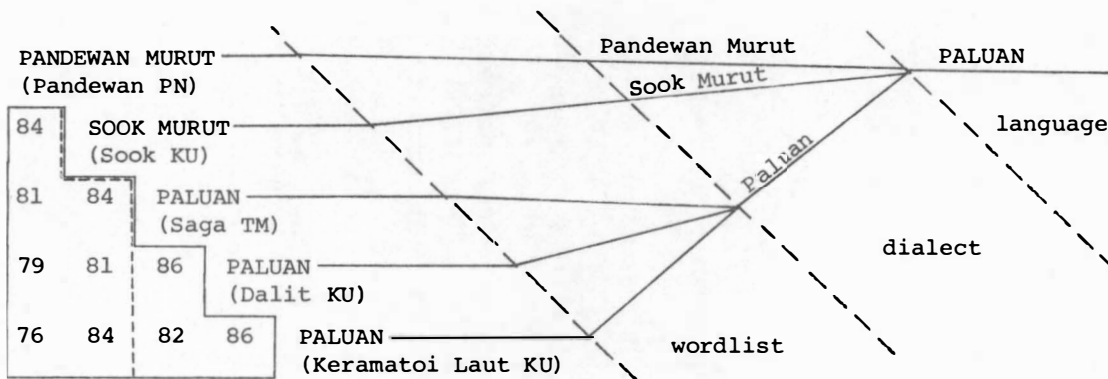 PANDEWAN MURUT Pandewan Murut PALUAN
(Pandewan PN)
Sook Murut
84 SOOK MURUT language
(Sook KU)
Paluan
81 84 PALUAN
(Saga TM)
dialect
79 81 86 PALUAN
(Dalit KU)
76 84 82 86 PALUAN wordlist
(Keramatoi Laut KU)